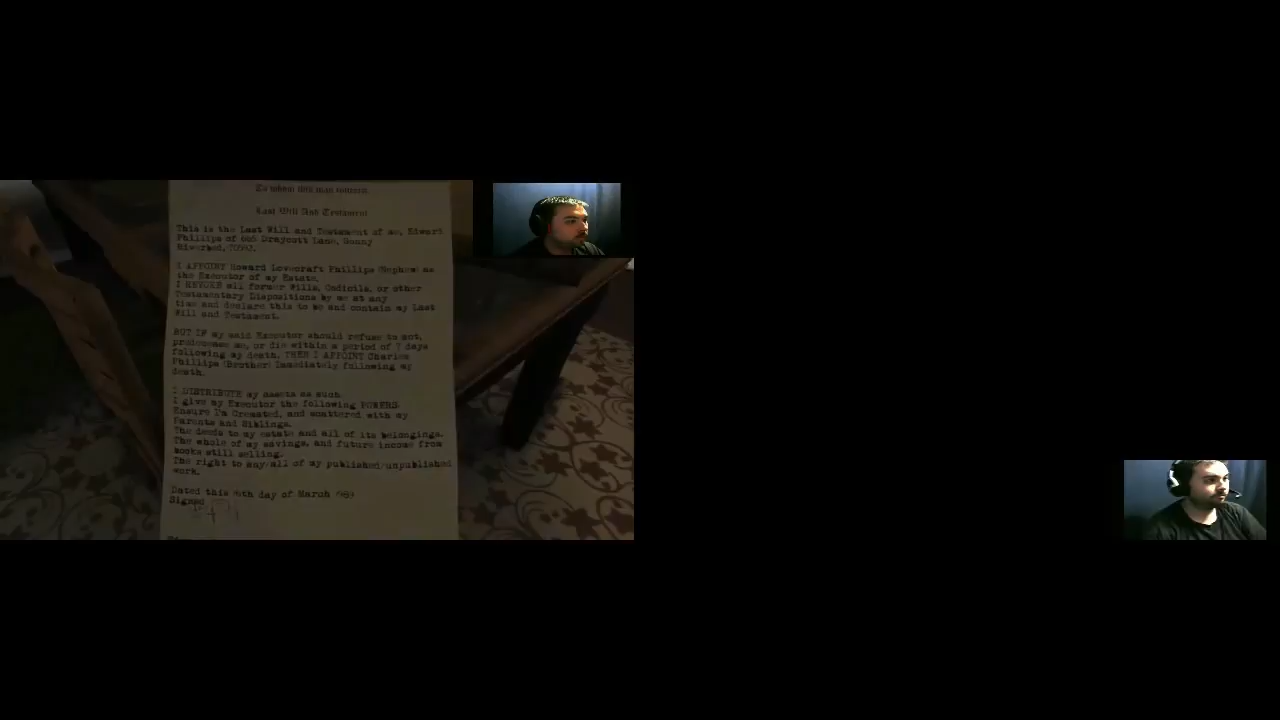 To whom this may concern,
Last Will And Testament
This is the Last Will and Testament of me, Edward
Phillips of 665 Draycott Lane, Sunny
Riverbed, 70592.
I APPOINT Howard Lovecraft Phillips (Nephew) as
the Executor of my Estate.
I REVOKE all former Wills, Codicils, or other
Testamentary Dispositions by me at any
time and declare this to be and contain my Last
Will and Testament.
BUT IF my said Executor should refuse to act,
predecease me, or die within a period of 7 days
following my death, THEN I APPOINT Charles
Phillips (Brother) Immediately following my
death.
I DISTRIBUTE my assets as such
I give my Executor the following POWERS:
Ensure I'm Cremated, and scattered with my
Parents and Siblings.
The deeds to my estate and all of its belongings.
The whole of my savings, and future income from
books still selling.
The right to any/all of my published/unpublished
work.
Dated this day of March
Signed